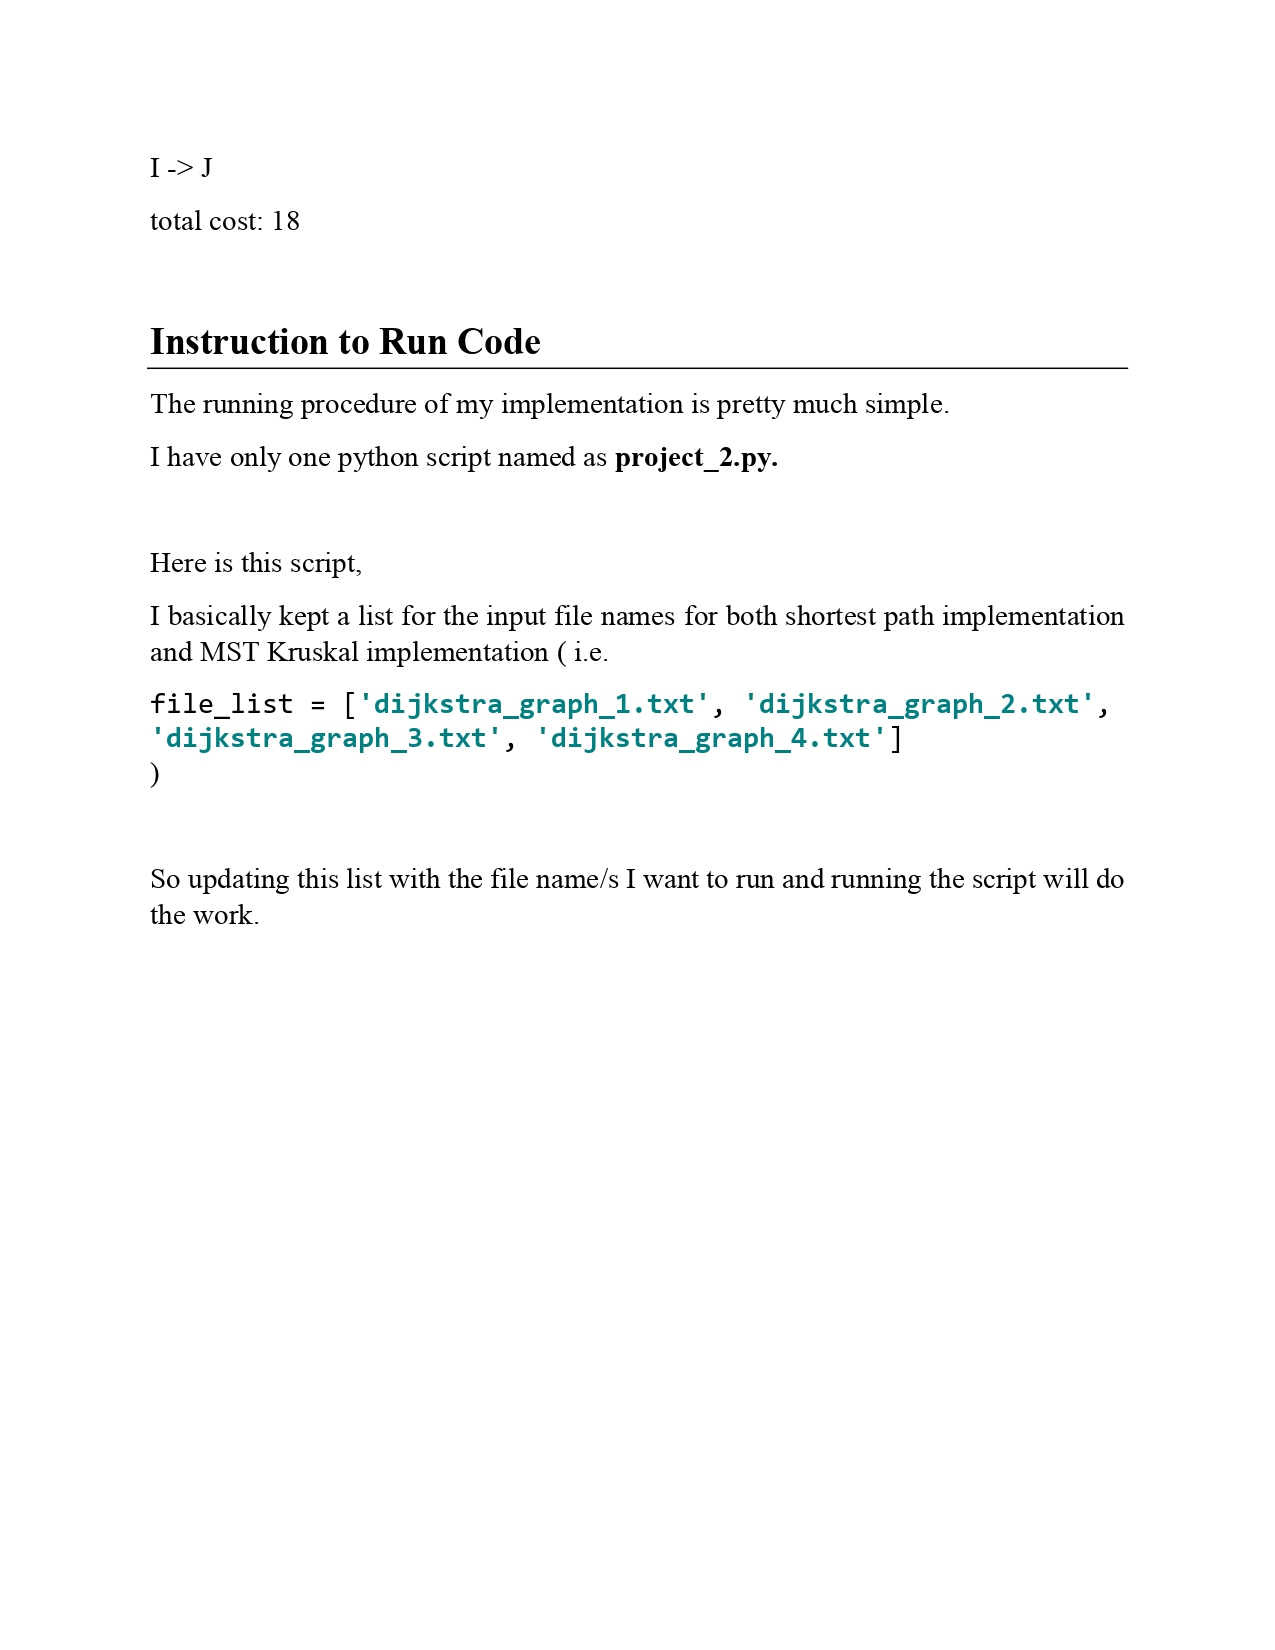 I -> J
total cost: 18
Instruction to Run Code
The running procedure of my implementation is pretty much simple.
I have only one python script named as project_2.py.
Here is this script,
I basically kept a list for the input file names for both shortest path implementation
and MST Kruskal implementation ( i.e.
file_list = ['dijkstra_graph_1.txt', 'dijkstra_graph_2.txt',
'dijkstra_graph_3.txt', 'dijkstra_graph_4.txt']
)
So updating this list with the file name/s I want to run and running the script will do
the work.